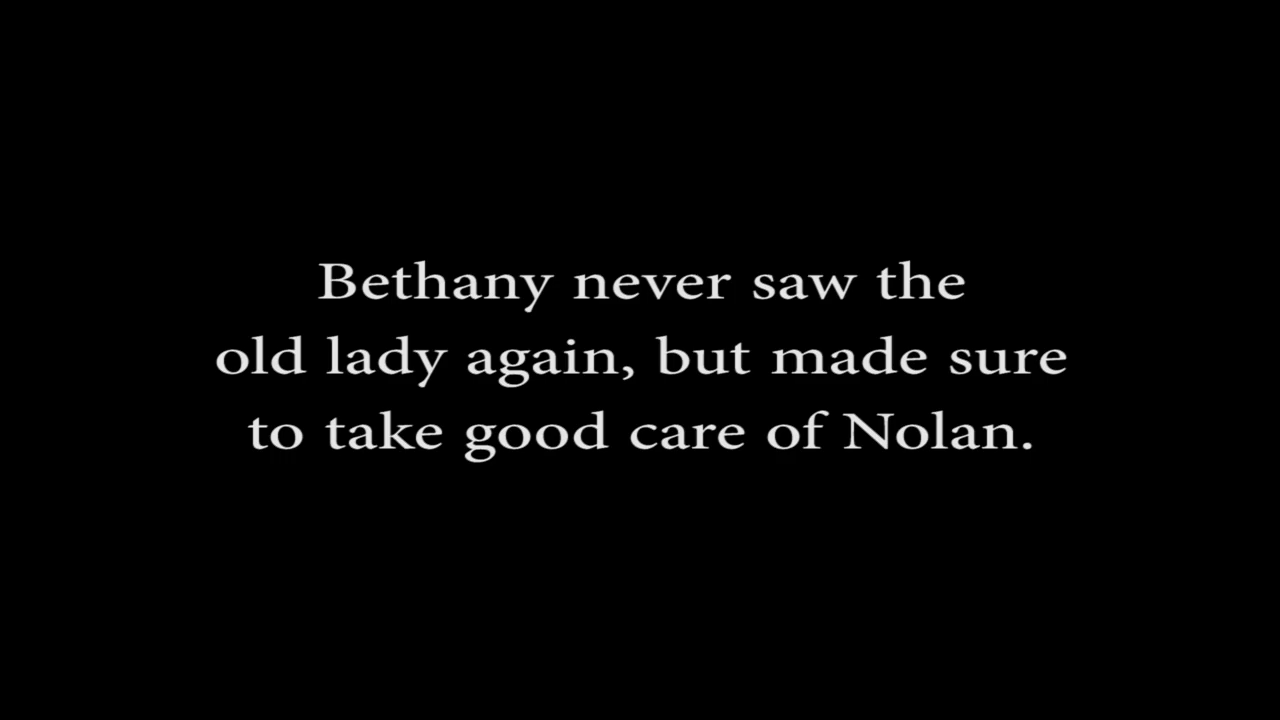 Bethany never saw the
old lady again, but made sure
to take good care of Nolan.